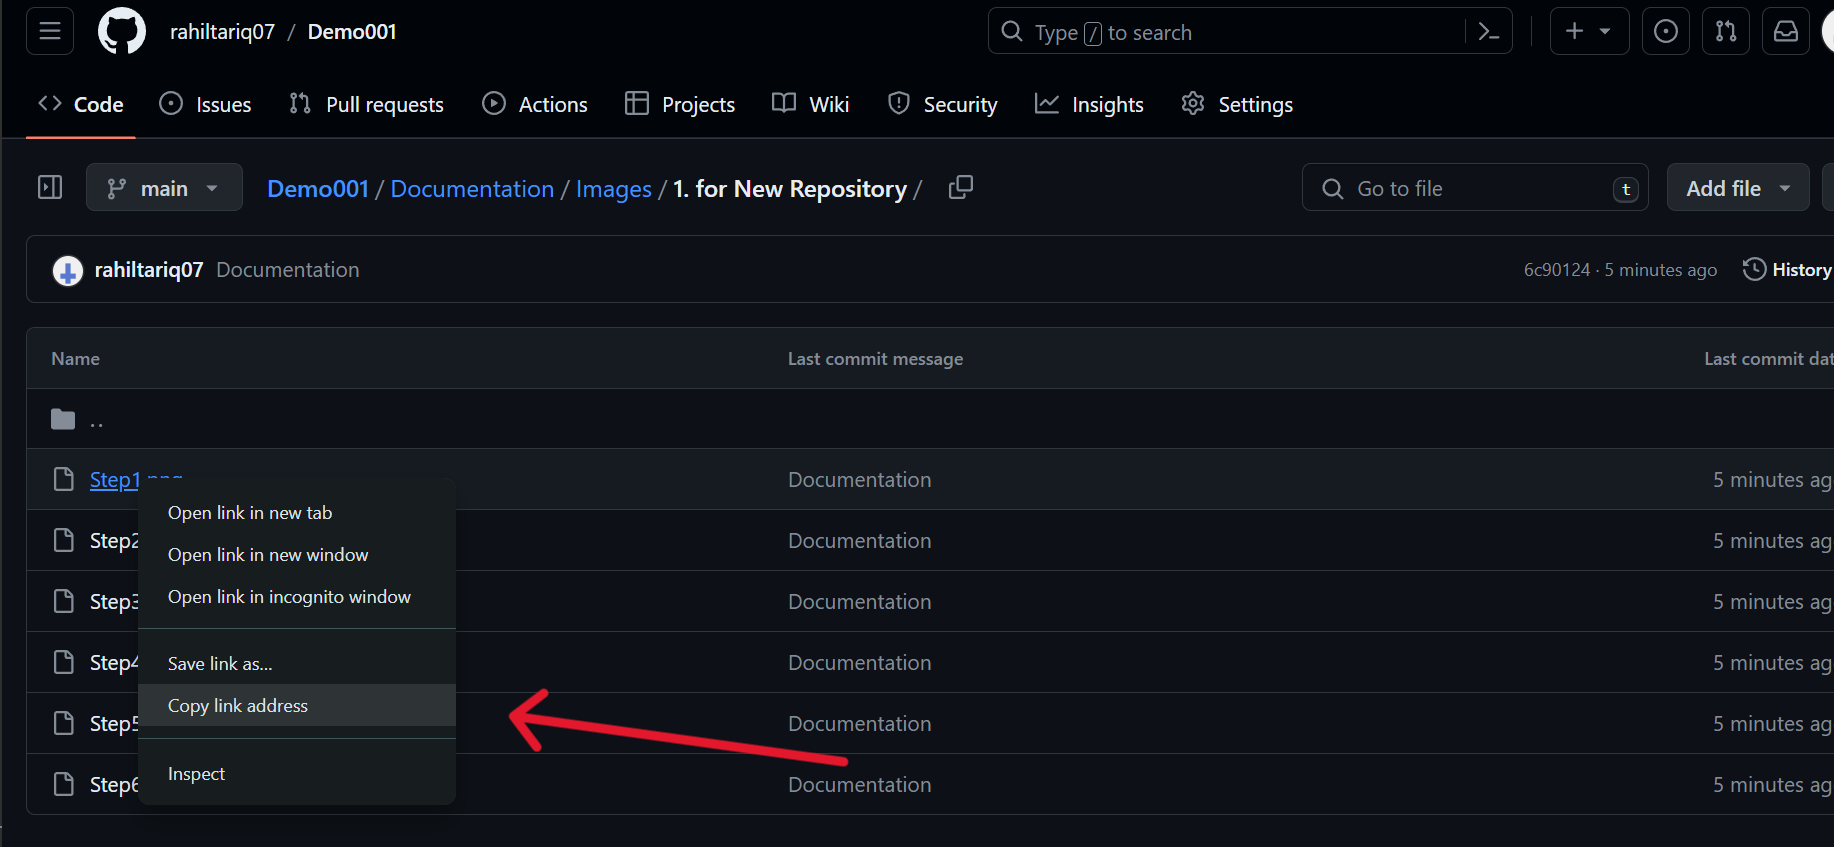 rahiltariq07 / Demo001
Type / to search
Code Issues Pull requests Actions Projects Wiki Security Insights Settings
main Demo001 / Documentation / Images / 1. for New Repository / Go to file t Add file
rahiltariq07 Documentation 6c90124 · 5 minutes ago History
Name Last commit message Last commit dat
..
Step1.png Documentation 5 minutes ag
Open link in new tab
Step2 Documentation 5 minutes ag
Open link in new window
Open link in incognito window
Step3 Documentation 5 minutes ag
Save link as...
Step4 Documentation 5 minutes ag
Copy link address
Step5 Documentation 5 minutes ag
Inspect
Step6 Documentation 5 minutes ag